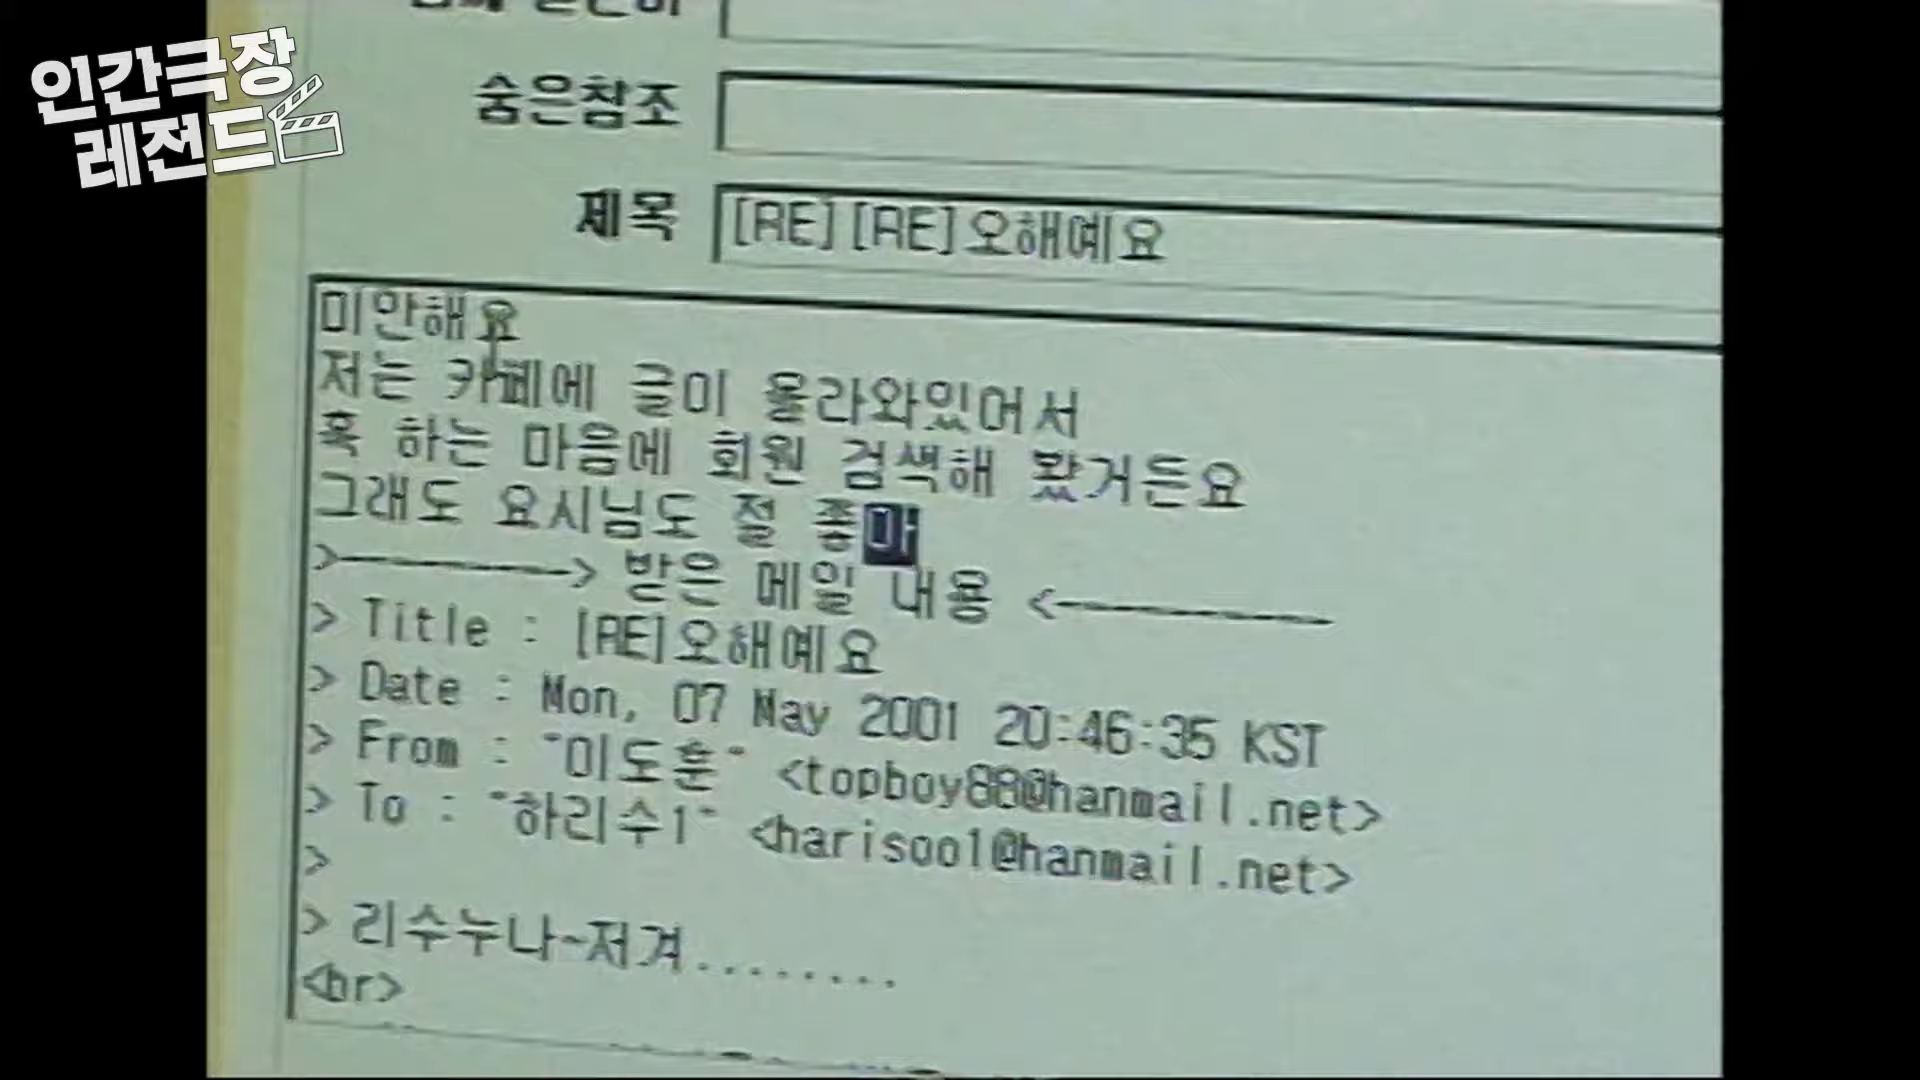 인간극장
레전드
숨은참조
제목 [RE][RE]오해예요
미안해요
저는 카페에 글이 올라와있어서
혹 하는 마음에 회원 검색해 봤거든요
그래도 요시님도 절 좋마
>----------> 받은 메일 내용 <----------
> Title : [RE]오해예요
> Date : Mon, 07 May 2001 20:46:35 KST
> From : "이도훈" <topboy88@hanmail.net>
> To : "하리수1" <harisoo1@hanmail.net>
>
> 리수누나~저겨.........
<br>